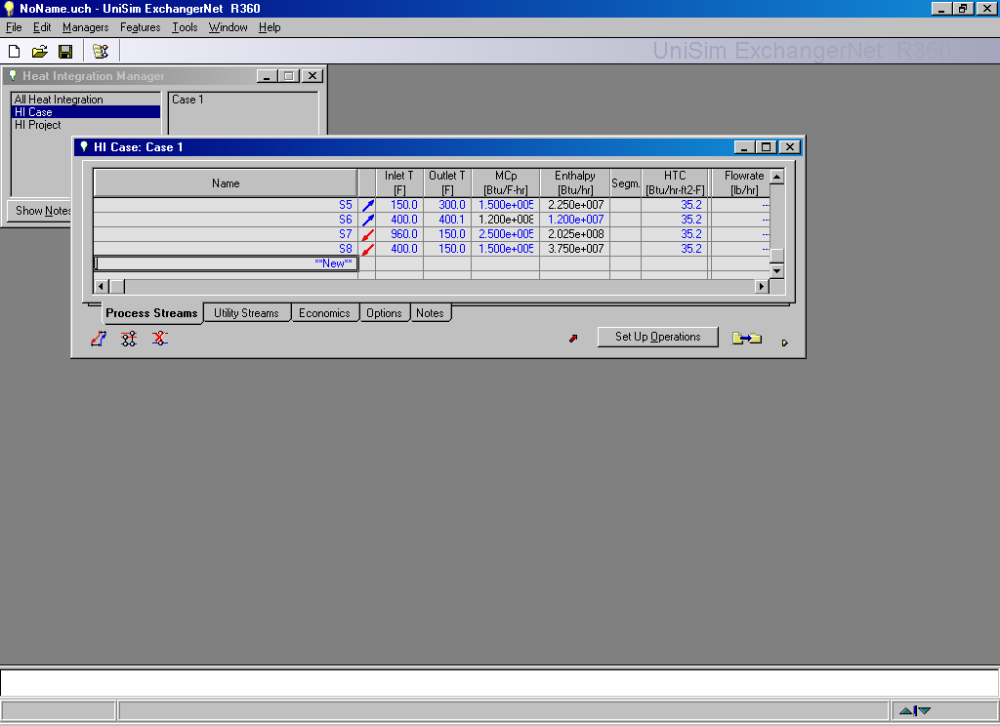 NoName.uch - UniSim ExchangerNet R360
File Edit Managers Features Tools Window Help
UniSim ExchangerNet R360
Heat Integration Manager
All Heat Integration
HI Case
HI Project
Case 1
Show Notes
HI Case: Case 1
Name Inlet T [F] Outlet T [F] MCp [Btu/F-hr] Enthalpy [Btu/hr] Segm. HTC [Btu/hr-ft2-F] Flowrate [lb/hr]
S5 150.0 300.0 1.500e+005 2.250e+007 35.2 ---
S6 400.0 400.1 1.200e+008 1.200e+007 35.2 ---
S7 960.0 150.0 2.500e+005 2.025e+008 35.2 ---
S8 400.0 150.0 1.500e+005 3.750e+007 35.2 ---
**New**
Process Streams Utility Streams Economics Options Notes
Set Up Operations